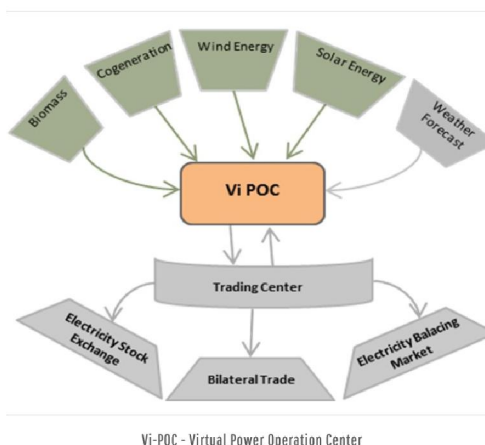 Biomass
Cogeneration
Wind Energy
Solar Energy
Weather
Forecast
Vi POC
Trading Center
Electricity Stock
Exchange
Bilateral Trade
Electricity Balacing
Market
Vi-POC - Virtual Power Operation Center